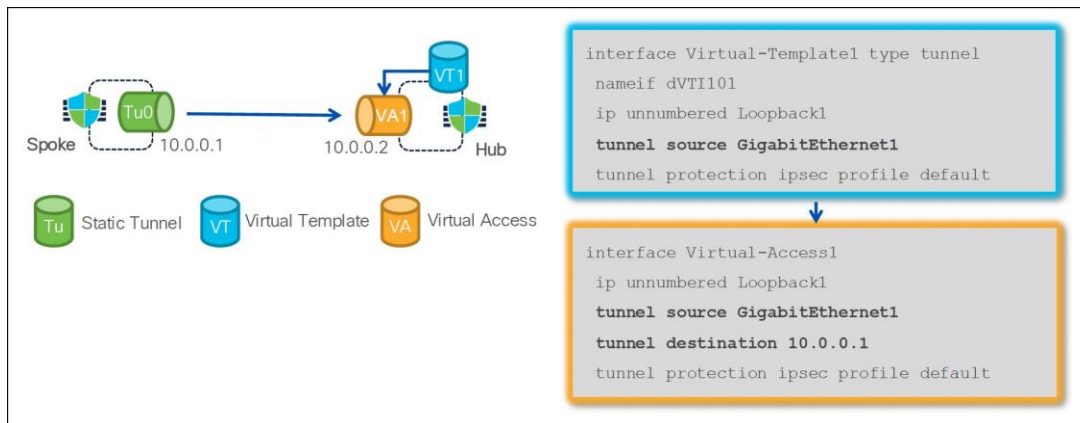 VT1
Tu0
VA1
Spoke
10.0.0.1
10.0.0.2
Hub
Tu Static Tunnel
VT Virtual Template
VA Virtual Access
interface Virtual-Template1 type tunnel
nameif dVTI101
ip unnumbered Loopback1
tunnel source GigabitEthernet1
tunnel protection ipsec profile default
interface Virtual-Access1
ip unnumbered Loopback1
tunnel source GigabitEthernet1
tunnel destination 10.0.0.1
tunnel protection ipsec profile default